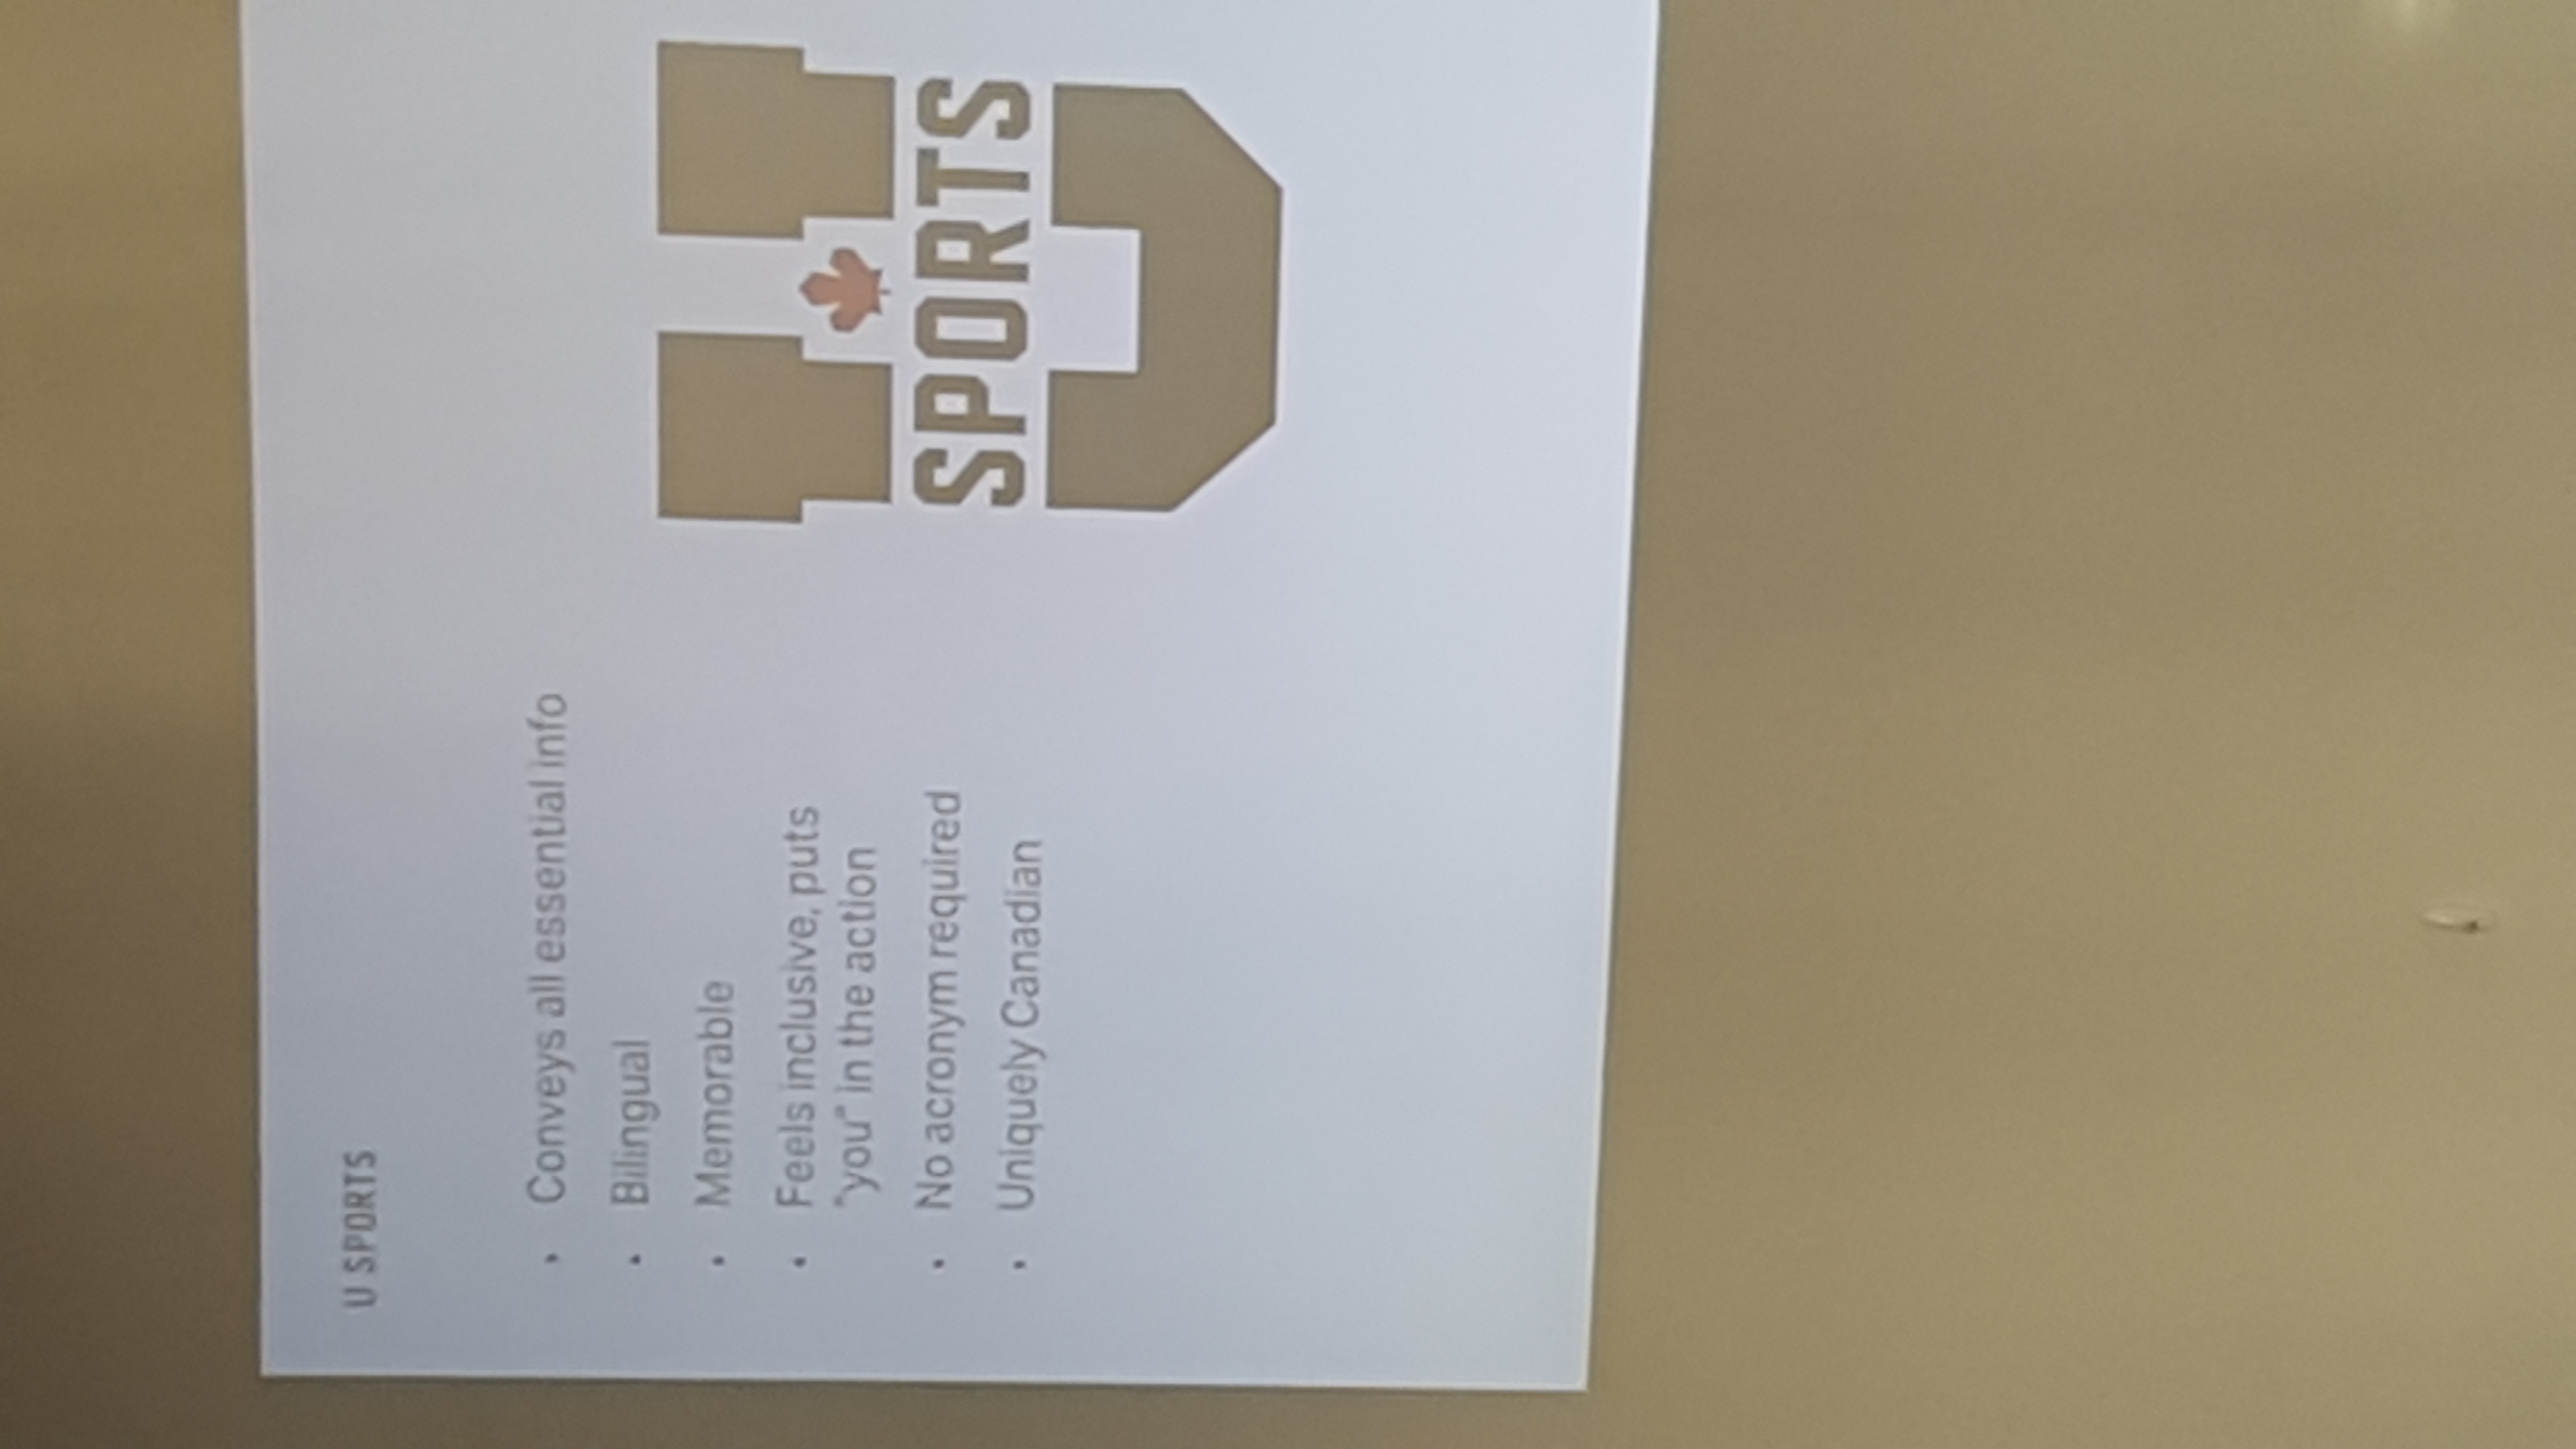 U SPORTS
Conveys all essential info
Bilingual
Memorable
Feels inclusive, puts
"you" in the action
No acronym required
Uniquely Canadian
U
SPORTS